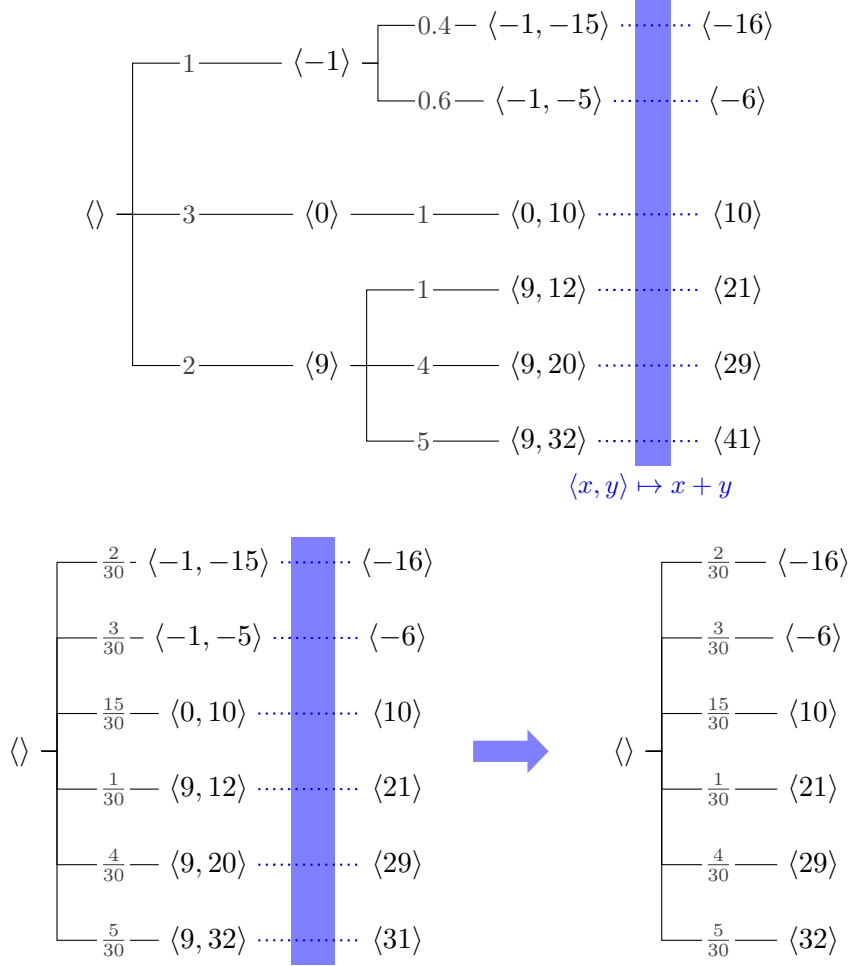 0.4 ⟨−1, −15⟩ ⟨−16⟩
1 ⟨−1⟩
0.6 ⟨−1, −5⟩ ⟨−6⟩
⟨⟩ 3 ⟨0⟩ 1 ⟨0, 10⟩ ⟨10⟩
1 ⟨9, 12⟩ ⟨21⟩
2 ⟨9⟩ 4 ⟨9, 20⟩ ⟨29⟩
5 ⟨9, 32⟩ ⟨41⟩
⟨x, y⟩ ↦ x + y
2/30 ⟨−1, −15⟩ ⟨−16⟩
3/30 ⟨−1, −5⟩ ⟨−6⟩
15/30 ⟨0, 10⟩ ⟨10⟩
⟨⟩
1/30 ⟨9, 12⟩ ⟨21⟩
4/30 ⟨9, 20⟩ ⟨29⟩
5/30 ⟨9, 32⟩ ⟨31⟩
2/30 ⟨−16⟩
3/30 ⟨−6⟩
15/30 ⟨10⟩
⟨⟩
1/30 ⟨21⟩
4/30 ⟨29⟩
5/30 ⟨32⟩